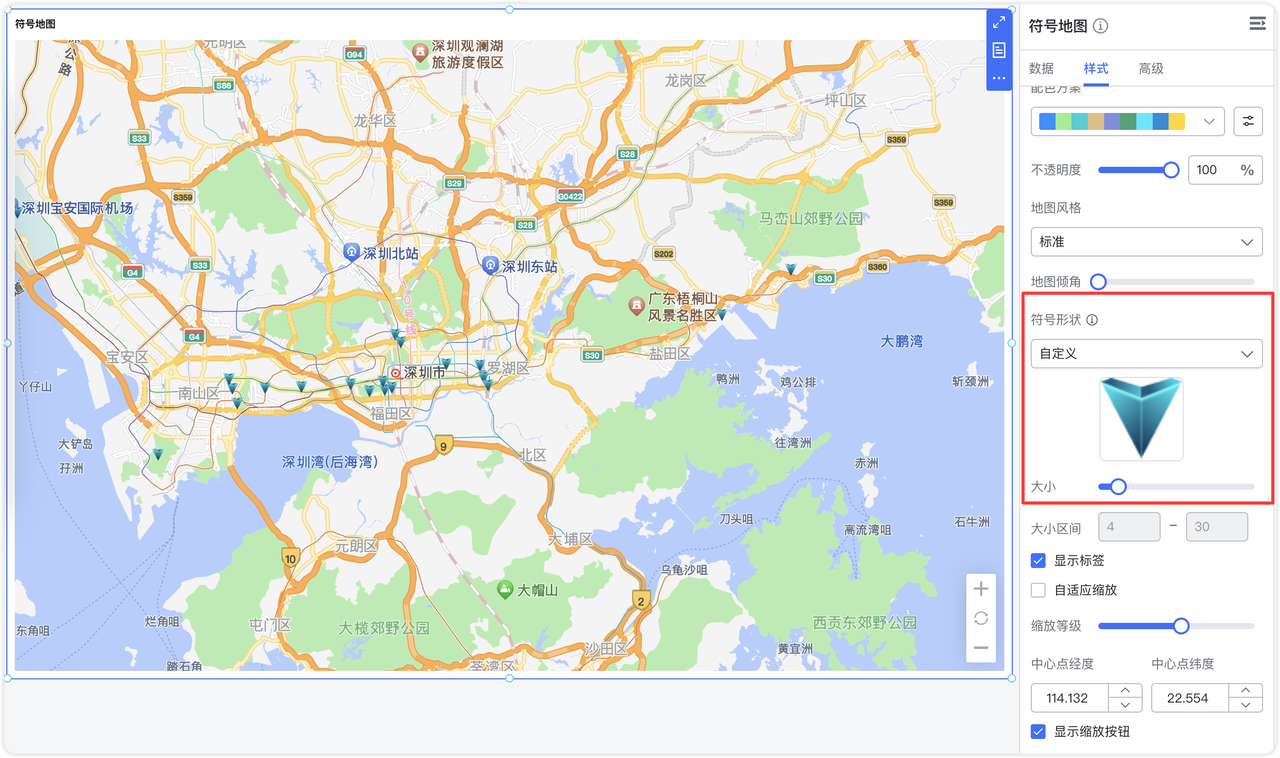 符号地图
元朗区
公路
G94
深圳观澜湖
旅游度假区
S86
龙岗区
坪山区
龙华区
S33
S359
S28
S29
S359
G0422
S359
深圳宝安国际机场
马峦山郊野公园
S28
深圳北站
S202
深圳东站
S33
G4
S360
S30
广东梧桐山
风景名胜区
G4
大鹏湾
宝安区
S30
盐田区
罗湖区
深圳市
丫仔山
南山区
鸭洲
鸡公排
斩颈洲
福田区
大铲岛
9
往湾洲
孖洲
深圳湾(后海湾)
北区
赤洲
刀头咀
高流湾咀
石牛洲
元朗区
大埔区
10
乌龟沙咀
大帽山
2
东角咀
烂角咀
屯门区
大榄郊野公园
西贡东郊野公园
沙田区
黄宜洲
踏石角
荃湾区
符号地图
数据
样式
高级
配色方案
不透明度
100
%
地图风格
标准
地图倾角
符号形状
自定义
大小
大小区间
4
–
30
显示标签
自适应缩放
缩放等级
中心点经度
中心点纬度
114.132
22.554
显示缩放按钮